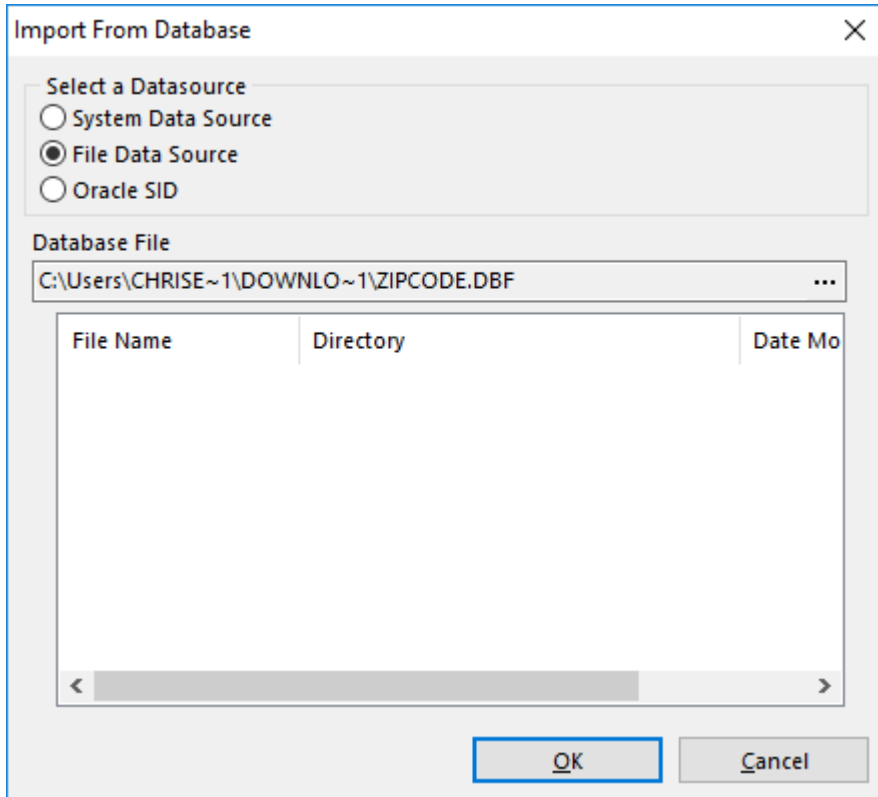 Import From Database
Select a Datasource
System Data Source
File Data Source
Oracle SID
Database File
C:\Users\CHRISE~1\DOWNLO~1\ZIPCODE.DBF ...
File Name Directory Date Mo
OK Cancel